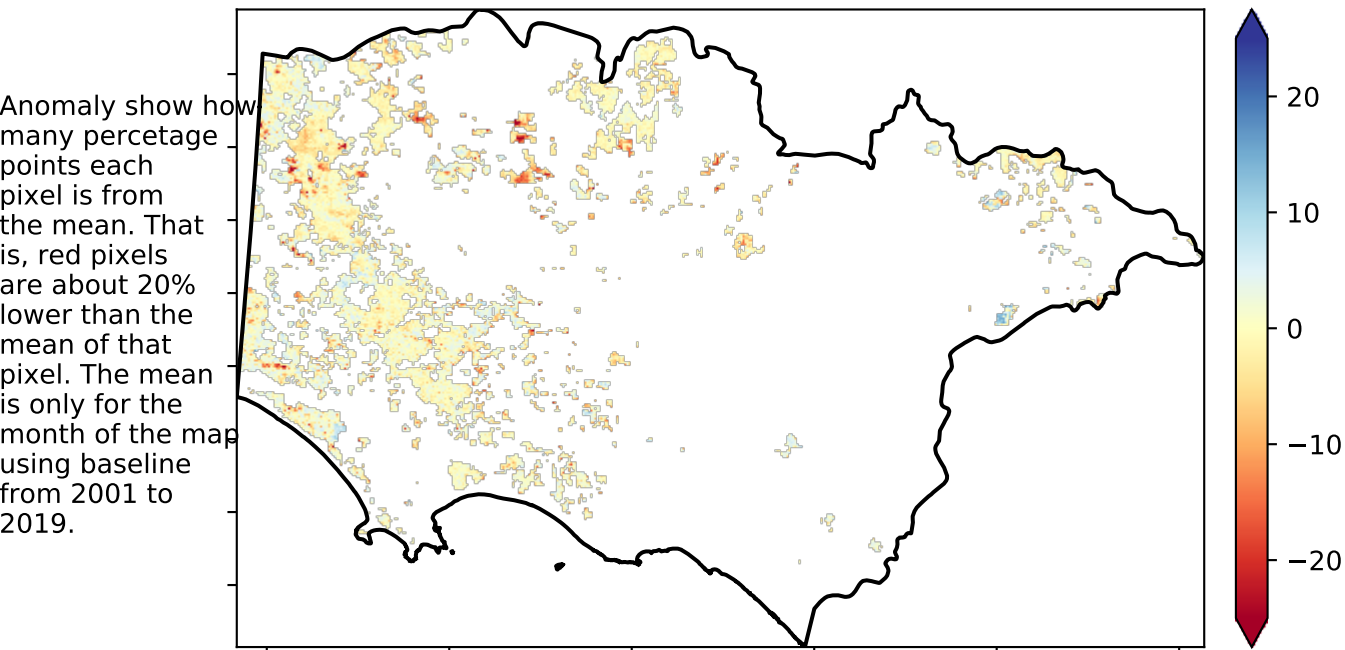 Anomaly show how
many percetage
points each
pixel is from
the mean. That
is, red pixels
are about 20%
lower than the
mean of that
pixel. The mean
is only for the
month of the map
using baseline
from 2001 to
2019.
20
10
0
−10
−20